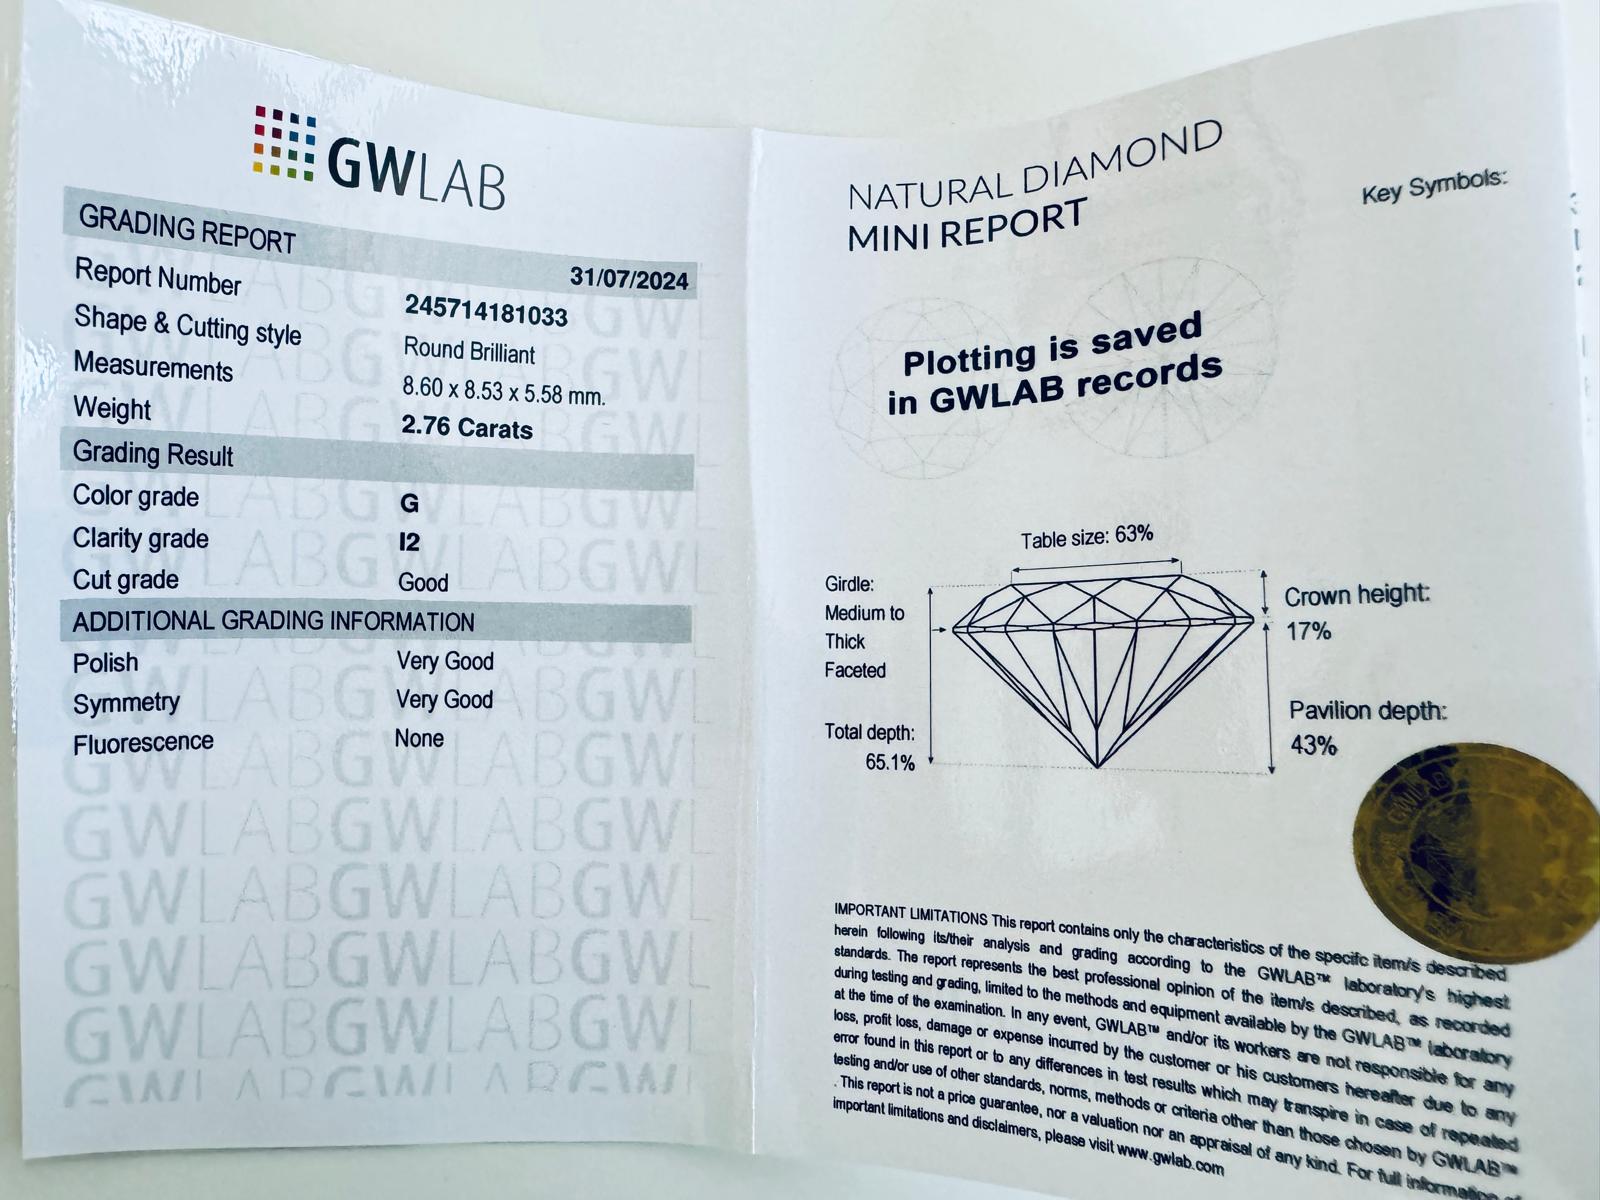 GWLAB
GRADING REPORT
31/07/2024
Report Number 245714181033
Shape & Cutting style Round Brilliant
Measurements 8.60 x 8.53 x 5.58 mm.
Weight 2.76 Carats
Grading Result
Color grade G
Clarity grade I2
Cut grade Good
ADDITIONAL GRADING INFORMATION
Polish Very Good
Symmetry Very Good
Fluorescence None
NATURAL DIAMOND
MINI REPORT
Key Symbols:
Plotting is saved
in GWLAB records
Table size: 63%
Girdle:
Medium to
Thick
Faceted
Total depth:
65.1%
Crown height:
17%
Pavilion depth:
43%
GWLAB
IMPORTANT LIMITATIONS This report contains only the characteristics of the specifc item/s described
herein following its/their analysis and grading according to the GWLAB™ laboratory's highest
standards. The report represents the best professional opinion of the item/s described, as recorded
during testing and grading, limited to the methods and equipment available by the GWLAB™ laboratory
at the time of the examination. In any event, GWLAB™ and/or its workers are not responsible for any
loss, profit loss, damage or expense incurred by the customer or his customers hereafter due to any
error found in this report or to any differences in test results which may transpire in case of repeated
testing and/or use of other standards, norms, methods or criteria other than those chosen by GWLAB™
. This report is not a price guarantee, nor a valuation nor an appraisal of any kind. For full information of
important limitations and disclaimers, please visit www.gwlab.com